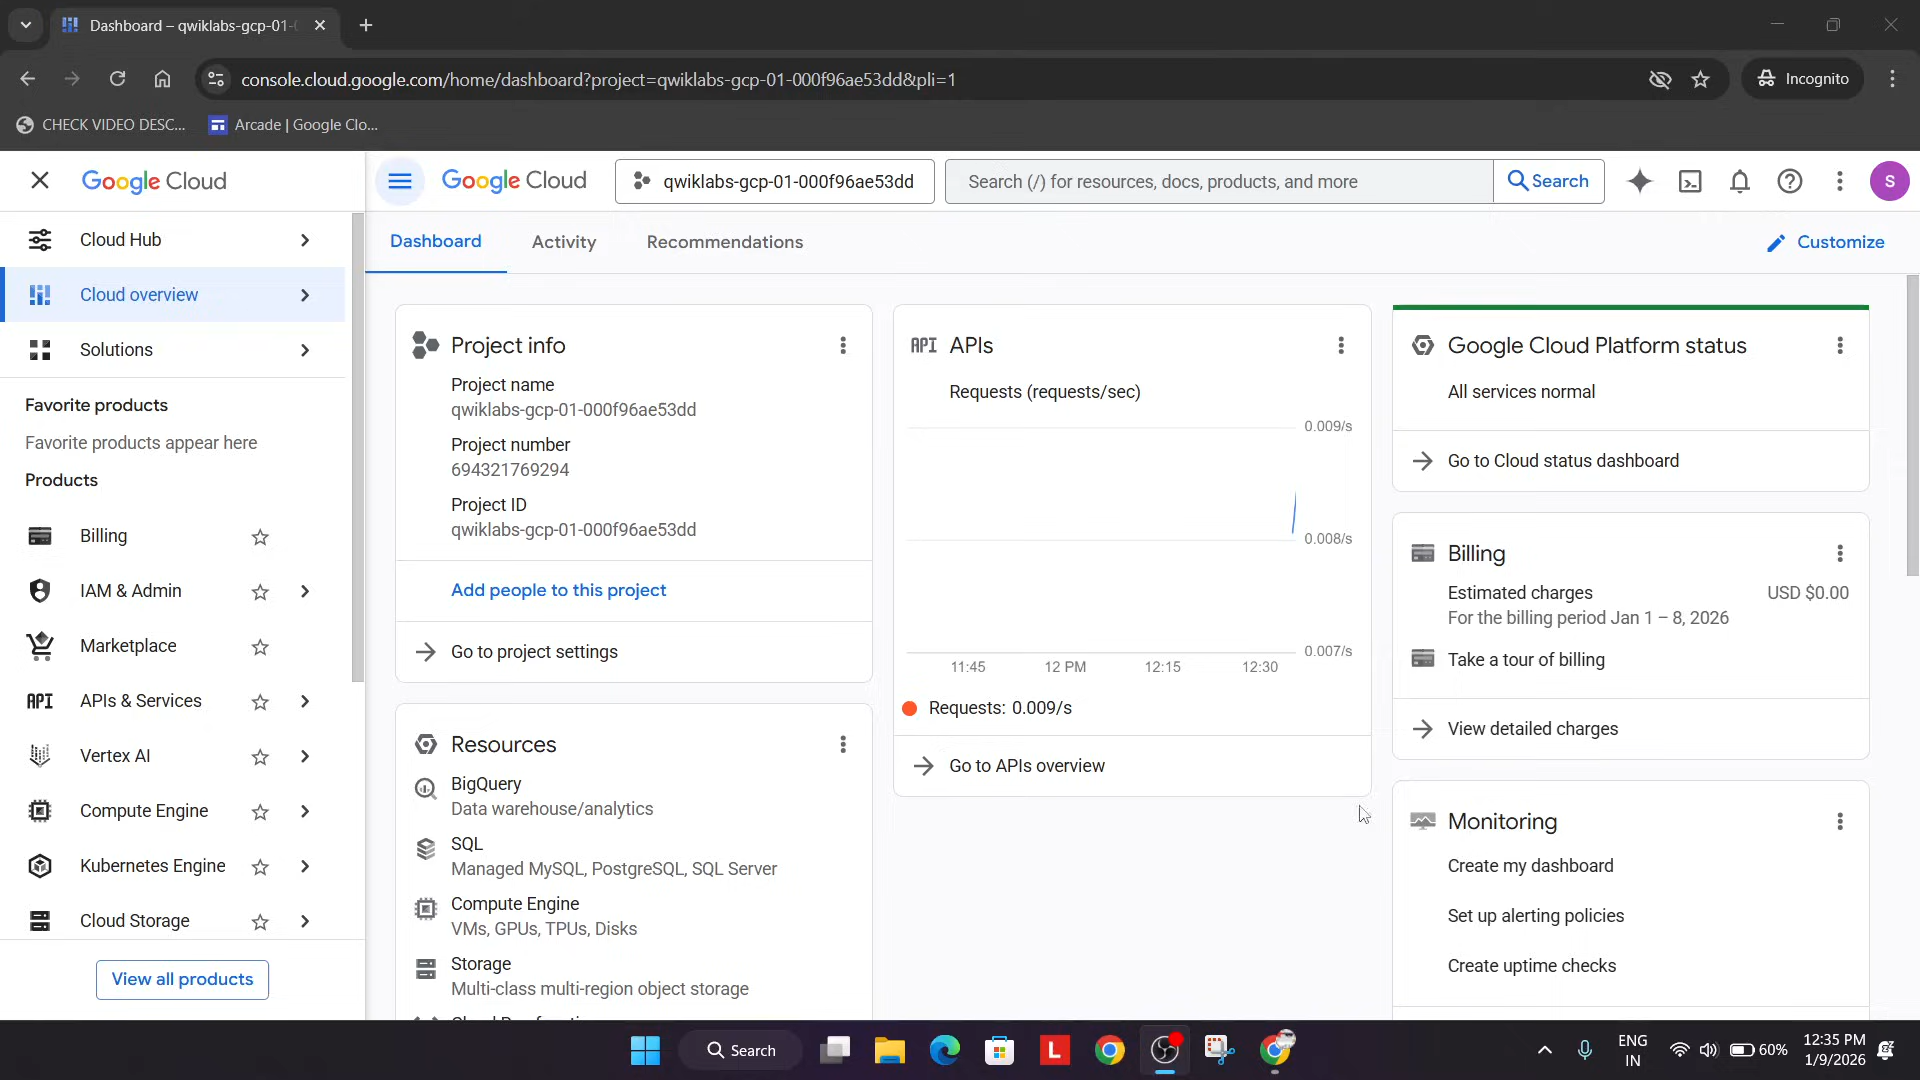 Dashboard – qwiklabs-gcp-01-
console.cloud.google.com/home/dashboard?project=qwiklabs-gcp-01-000f96ae53dd&pli=1
Incognito
CHECK VIDEO DESC...
Arcade | Google Clo...
Google Cloud
Cloud Hub
Cloud overview
Solutions
Favorite products
Favorite products appear here
Products
Billing
IAM & Admin
Marketplace
API
APIs & Services
Vertex AI
Compute Engine
Kubernetes Engine
Cloud Storage
View all products
Google Cloud
qwiklabs-gcp-01-000f96ae53dd
Search (/) for resources, docs, products, and more
Search
S
Dashboard
Activity
Recommendations
Customize
Project info
Project name
qwiklabs-gcp-01-000f96ae53dd
Project number
694321769294
Project ID
qwiklabs-gcp-01-000f96ae53dd
Add people to this project
Go to project settings
Resources
BigQuery
Data warehouse/analytics
SQL
Managed MySQL, PostgreSQL, SQL Server
Compute Engine
VMs, GPUs, TPUs, Disks
Storage
Multi-class multi-region object storage
API APIs
Requests (requests/sec)
0.009/s
0.008/s
0.007/s
11:45 12 PM 12:15 12:30
Requests: 0.009/s
Go to APIs overview
Google Cloud Platform status
All services normal
Go to Cloud status dashboard
Billing
Estimated charges USD $0.00
For the billing period Jan 1 – 8, 2026
Take a tour of billing
View detailed charges
Monitoring
Create my dashboard
Set up alerting policies
Create uptime checks
Search
L
ENG
IN
60%
12:35 PM
1/9/2026